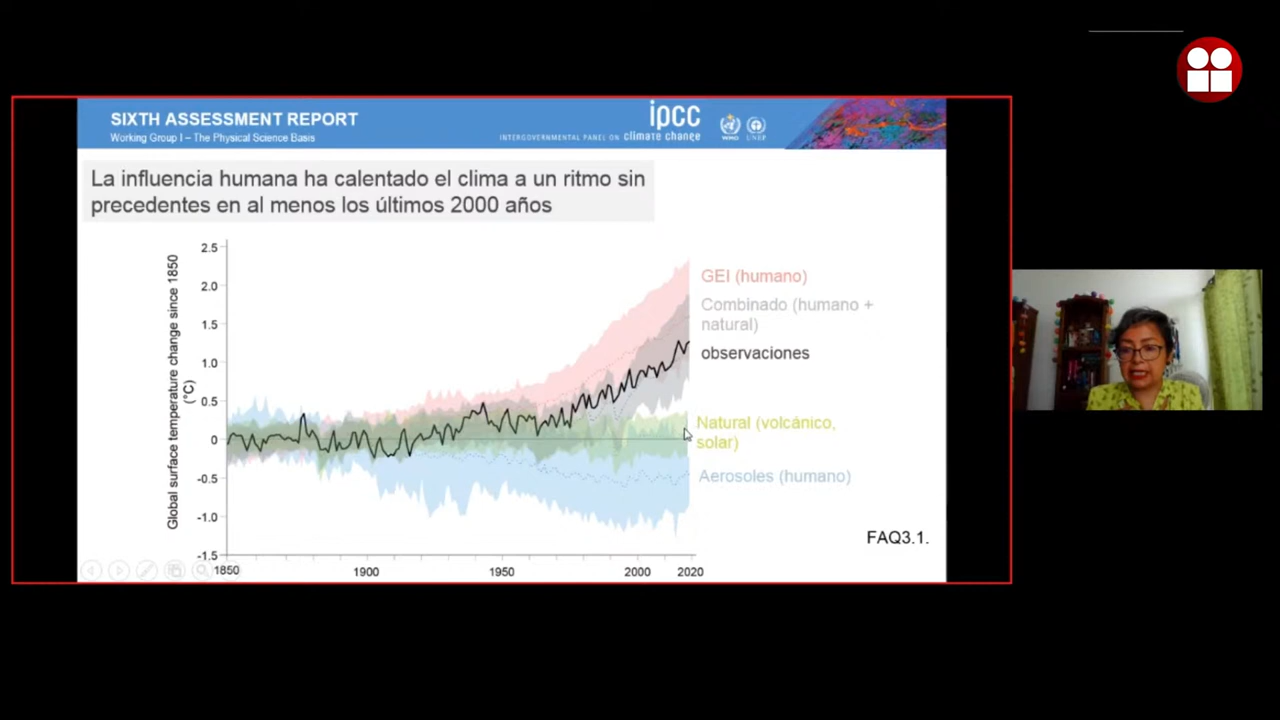 SIXTH ASSESSMENT REPORT
Working Group I – The Physical Science Basis
ipcc
INTERGOVERNMENTAL PANEL ON climate change
WMO
UNEP
La influencia humana ha calentado el clima a un ritmo sin
precedentes en al menos los últimos 2000 años
Global surface temperature change since 1850
(°C)
2.5
2.0
1.5
1.0
0.5
0
-0.5
-1.0
-1.5
1850
1900
1950
2000
2020
GEI (humano)
Combinado (humano +
natural)
observaciones
Natural (volcánico,
solar)
Aerosoles (humano)
FAQ3.1.